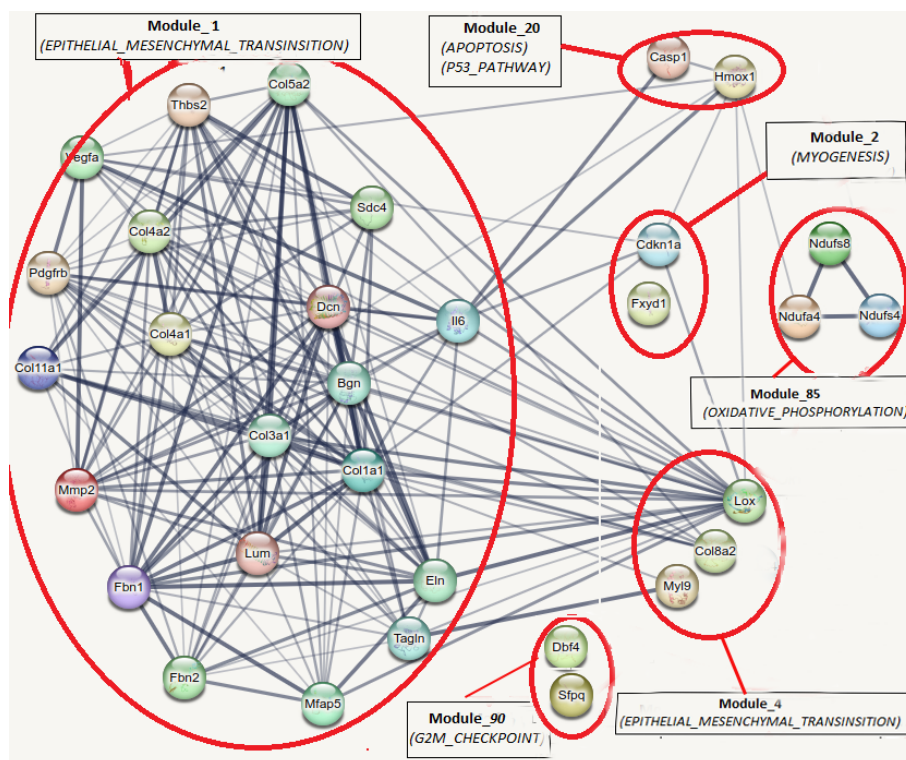 Module_1
(EPITHELIAL_MESENCHYMAL_TRANSINSITION)
Module_20
(APOPTOSIS)
(P53_PATHWAY)
Casp1
Hmox1
Col5a2
Thbs2
Module_2
(MYOGENESIS)
Vegfa
Sdc4
Col4a2
Cdkn1a
Ndufs8
Pdgfrb
Fxyd1
Dcn
Il6
Ndufa4
Ndufs4
Col4a1
Col11a1
Bgn
Module_85
(OXIDATIVE_PHOSPHORYLATION)
Col3a1
Col1a1
Mmp2
Lox
Lum
Col8a2
Fbn1
Eln
Myl9
Tagln
Dbf4
Fbn2
Sfpq
Mfap5
Module_90
(G2M_CHECKPOINT)
Module_4
(EPITHELIAL_MESENCHYMAL_TRANSINSITION)